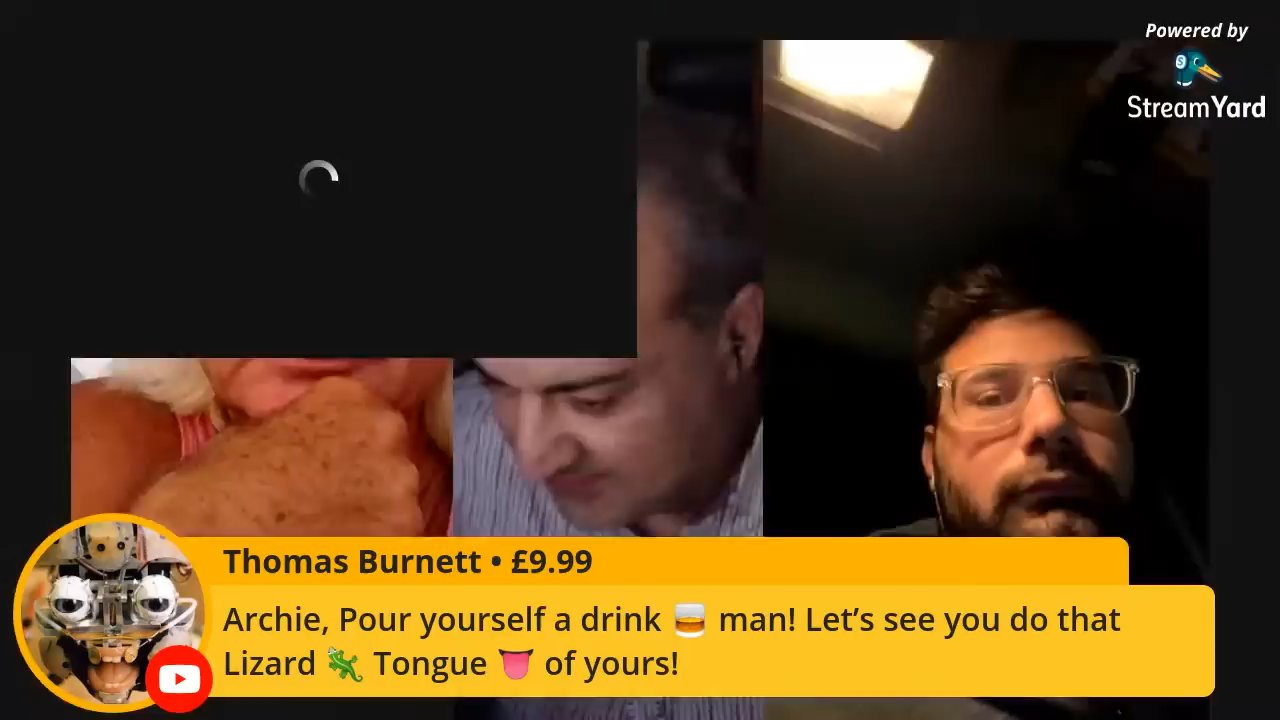 Powered by
StreamYard
Thomas Burnett • £9.99
Archie, Pour yourself a drink 🥃 man! Let’s see you do that
Lizard 🦎 Tongue 👅 of yours!